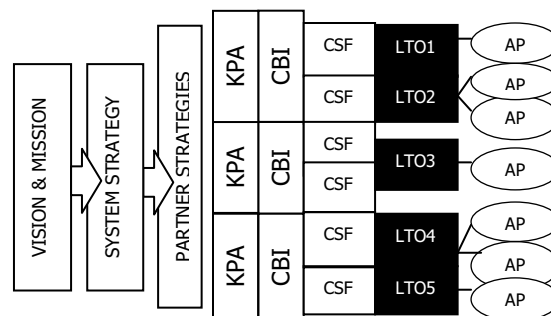 VISION & MISSION
SYSTEM STRATEGY
PARTNER STRATEGIES
KPA
CBI
CSF
LTO1
AP
CSF
LTO2
AP
AP
KPA
CBI
CSF
CSF
LTO3
AP
KPA
CBI
CSF
LTO4
AP
AP
CSF
LTO5
AP